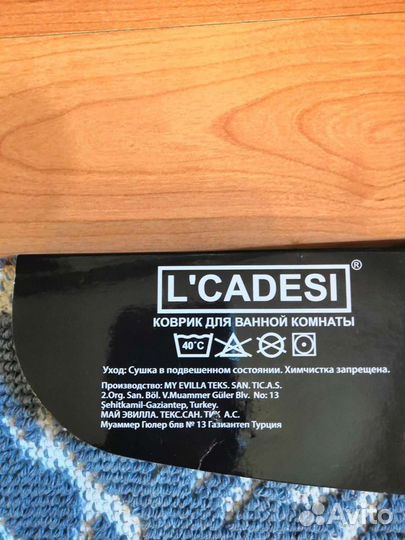 L'CADESI®
КОВРИК ДЛЯ ВАННОЙ КОМНАТЫ
40°C
Уход: Сушка в подвешенном состоянии. Химчистка запрещена.
Производство: MY EVILLA TEKS. SAN. TIC.A.S.
2.Org. San. Böl. V.Muammer Güler Blv. No: 13
Şehitkamil-Gaziantep, Turkey.
МАЙ ЭВИЛЛА. ТЕКС.САН. ТИК А.С.
Муаммер Гюлер блв № 13 Газиантеп Турция
Avito